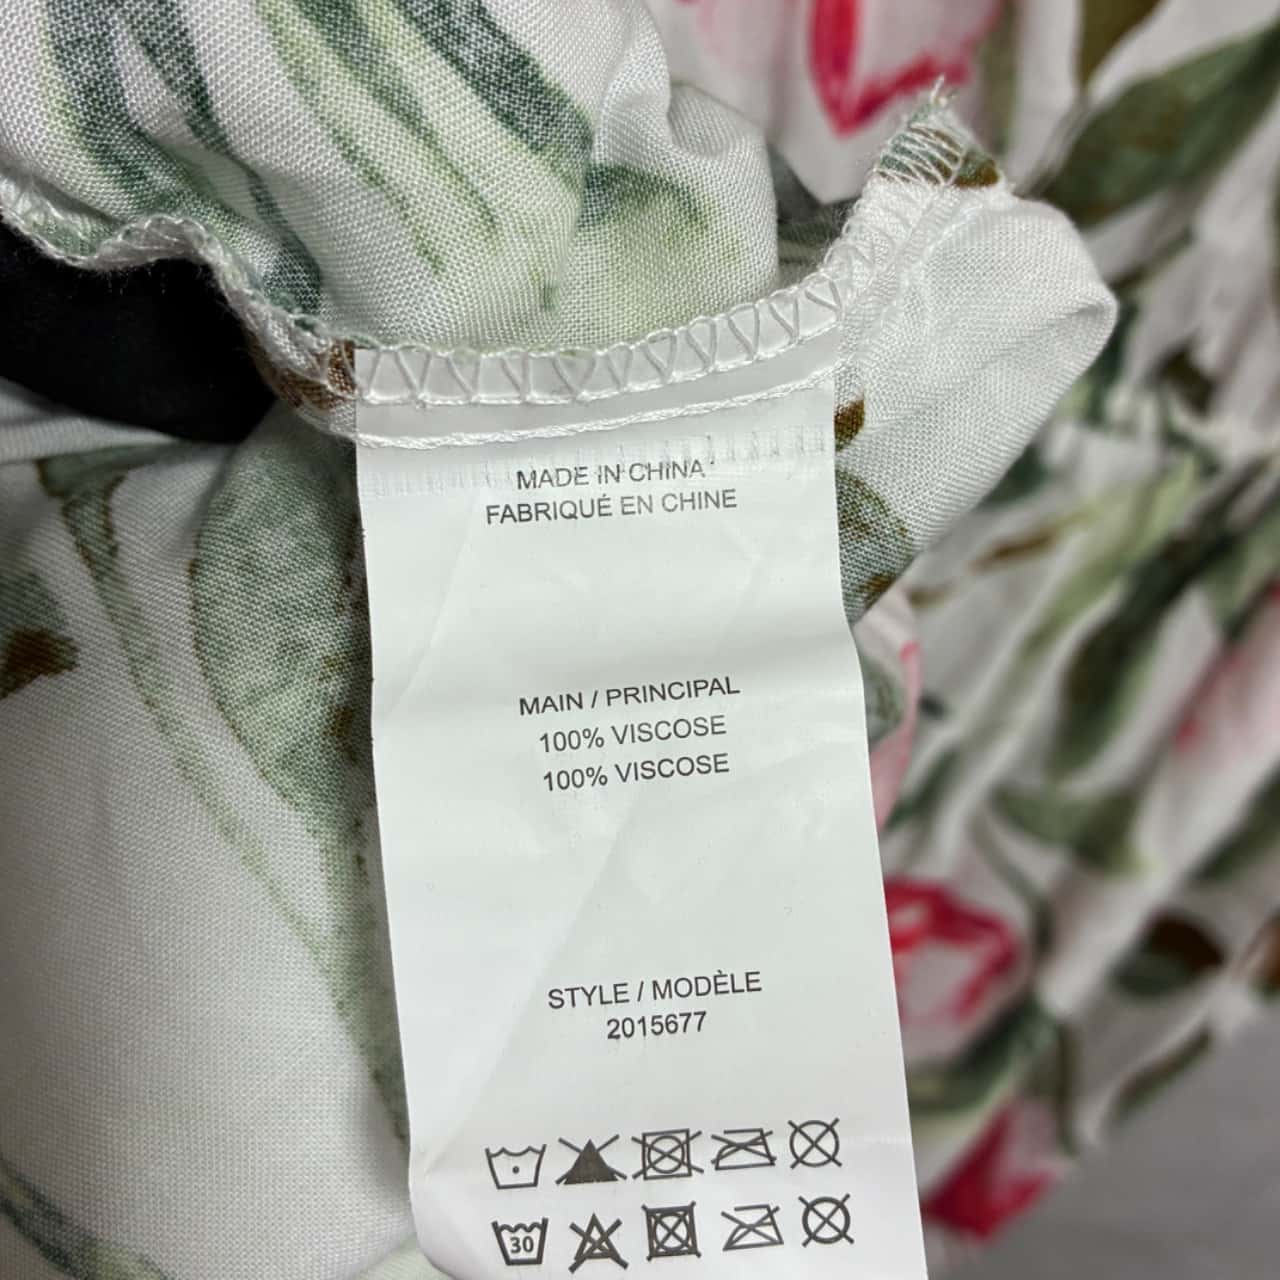 MADE IN CHINA
FABRIQUÉ EN CHINE
MAIN / PRINCIPAL
100% VISCOSE
100% VISCOSE
STYLE / MODÈLE
2015677
30